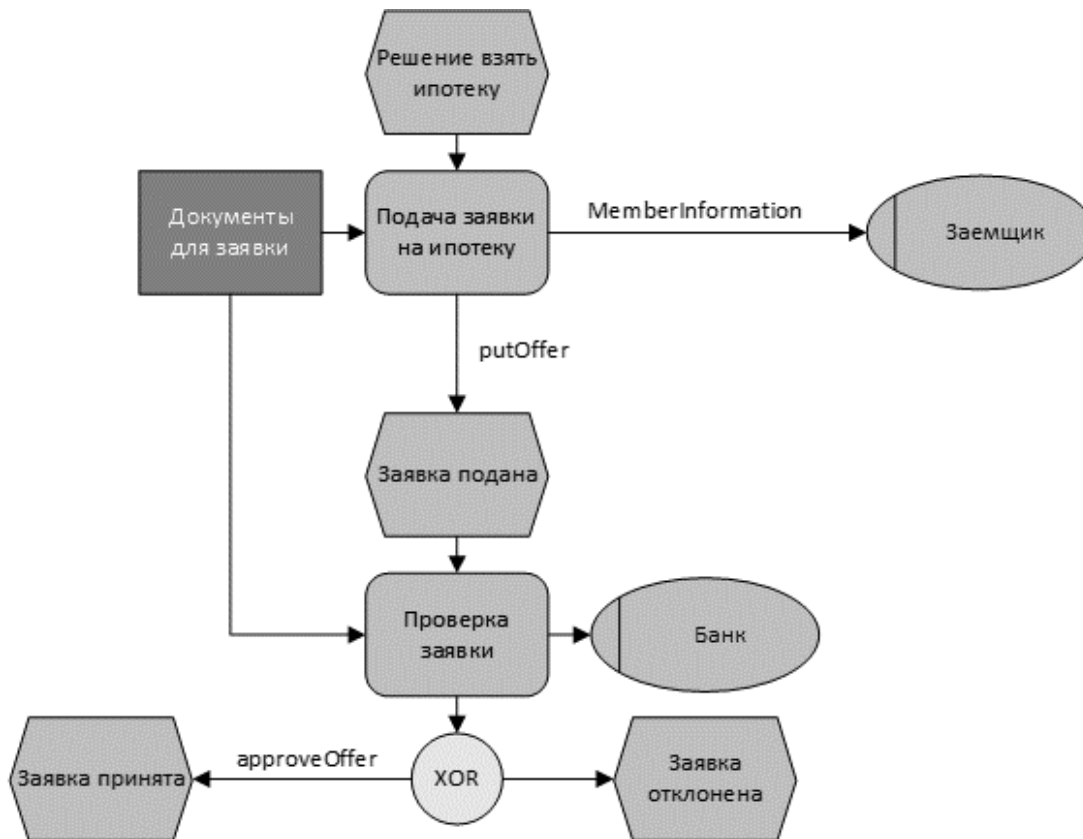 Решение взять
ипотеку
Документы
для заявки
Подача заявки
на ипотеку
MemberInformation
Заемщик
putOffer
Заявка подана
Проверка
заявки
Банк
Заявка принята
approveOffer
XOR
Заявка
отклонена